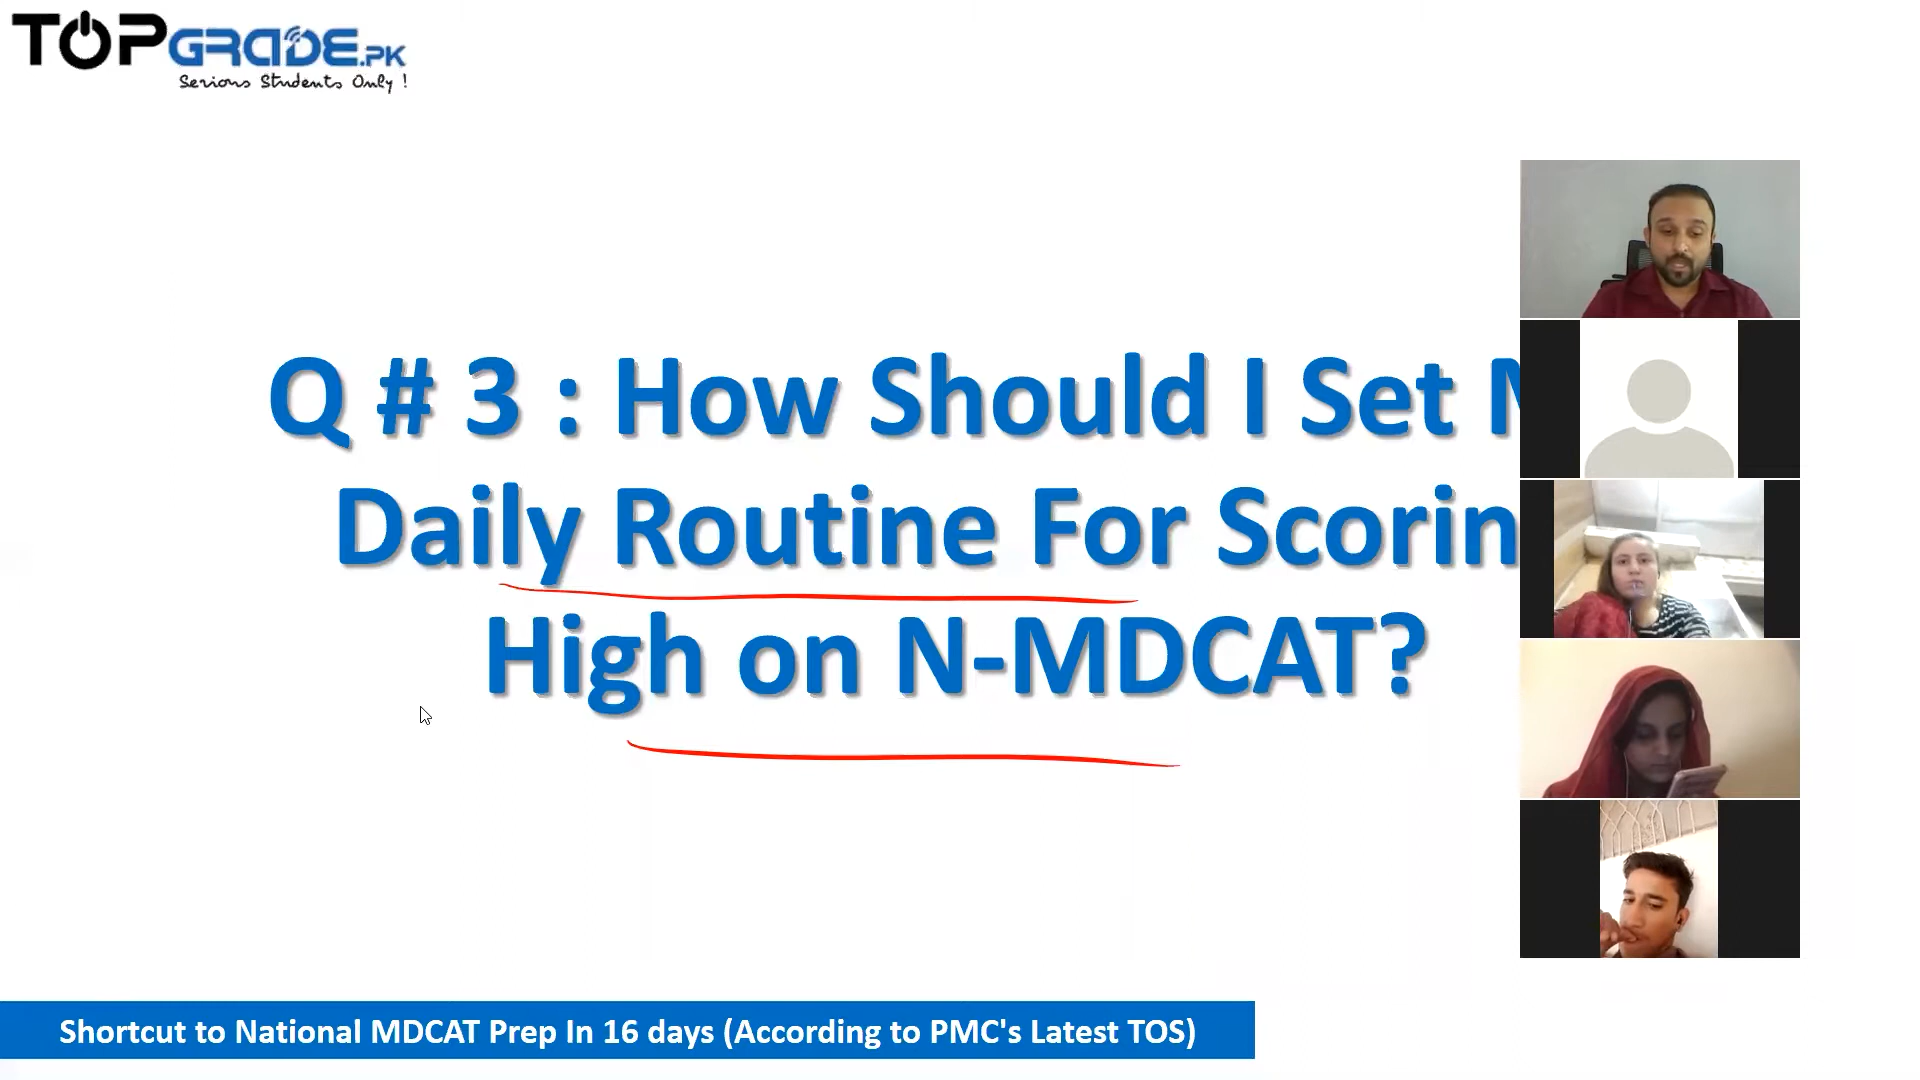 TOPGRADE.PK
Serious Students Only !
Q # 3 : How Should I Set
Daily Routine For Scorin
High on N-MDCAT?
Shortcut to National MDCAT Prep In 16 days (According to PMC's Latest TOS)